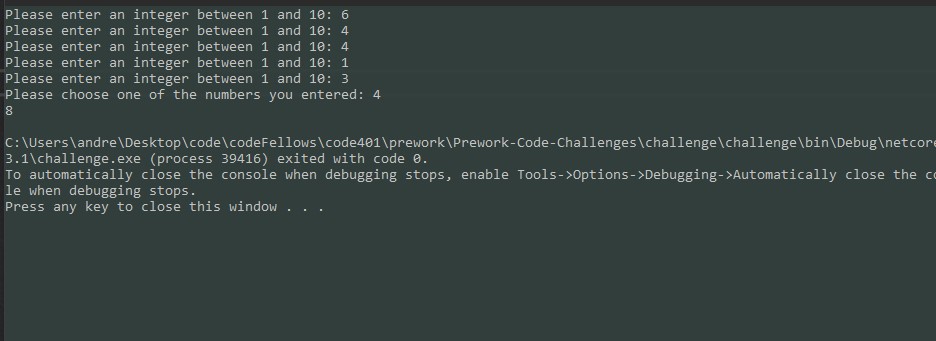 Please enter an integer between 1 and 10: 6
Please enter an integer between 1 and 10: 4
Please enter an integer between 1 and 10: 4
Please enter an integer between 1 and 10: 1
Please enter an integer between 1 and 10: 3
Please choose one of the numbers you entered: 4
8
C:\Users\andre\Desktop\code\codeFellows\code401\prework\Prework-Code-Challenges\challenge\challenge\bin\Debug\netcore
3.1\challenge.exe (process 39416) exited with code 0.
To automatically close the console when debugging stops, enable Tools->Options->Debugging->Automatically close the co
le when debugging stops.
Press any key to close this window . . .